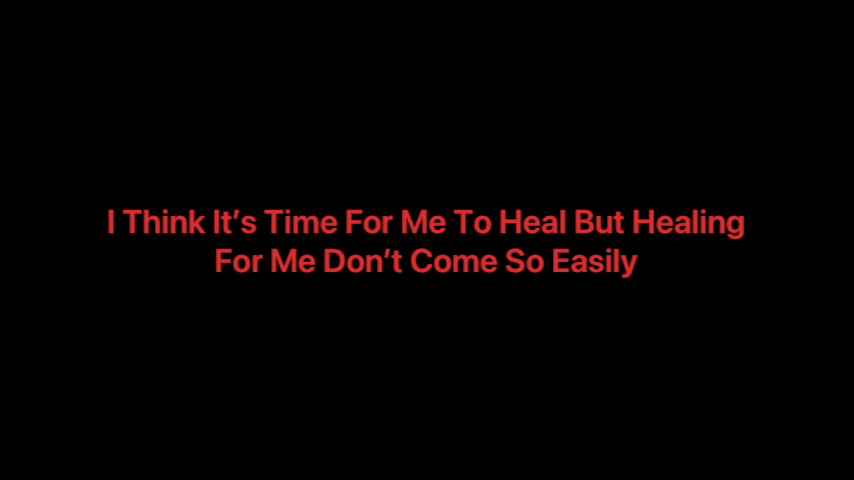 I Think It’s Time For Me To Heal But Healing
For Me Don’t Come So Easily